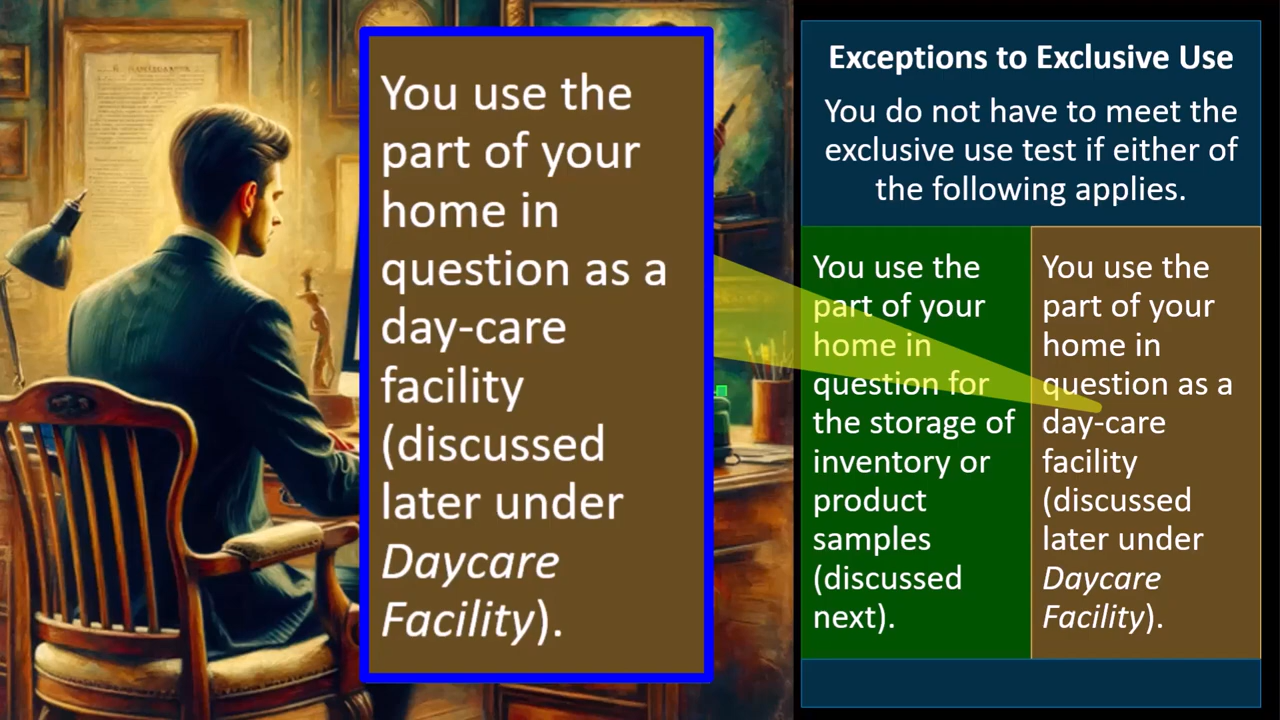 You use the
part of your
home in
question as a
day-care
facility
(discussed
later under
Daycare
Facility).
Exceptions to Exclusive Use
You do not have to meet the
exclusive use test if either of
the following applies.
You use the
part of your
home in
question for
the storage of
inventory or
product
samples
(discussed
next).
You use the
part of your
home in
question as a
day-care
facility
(discussed
later under
Daycare
Facility).